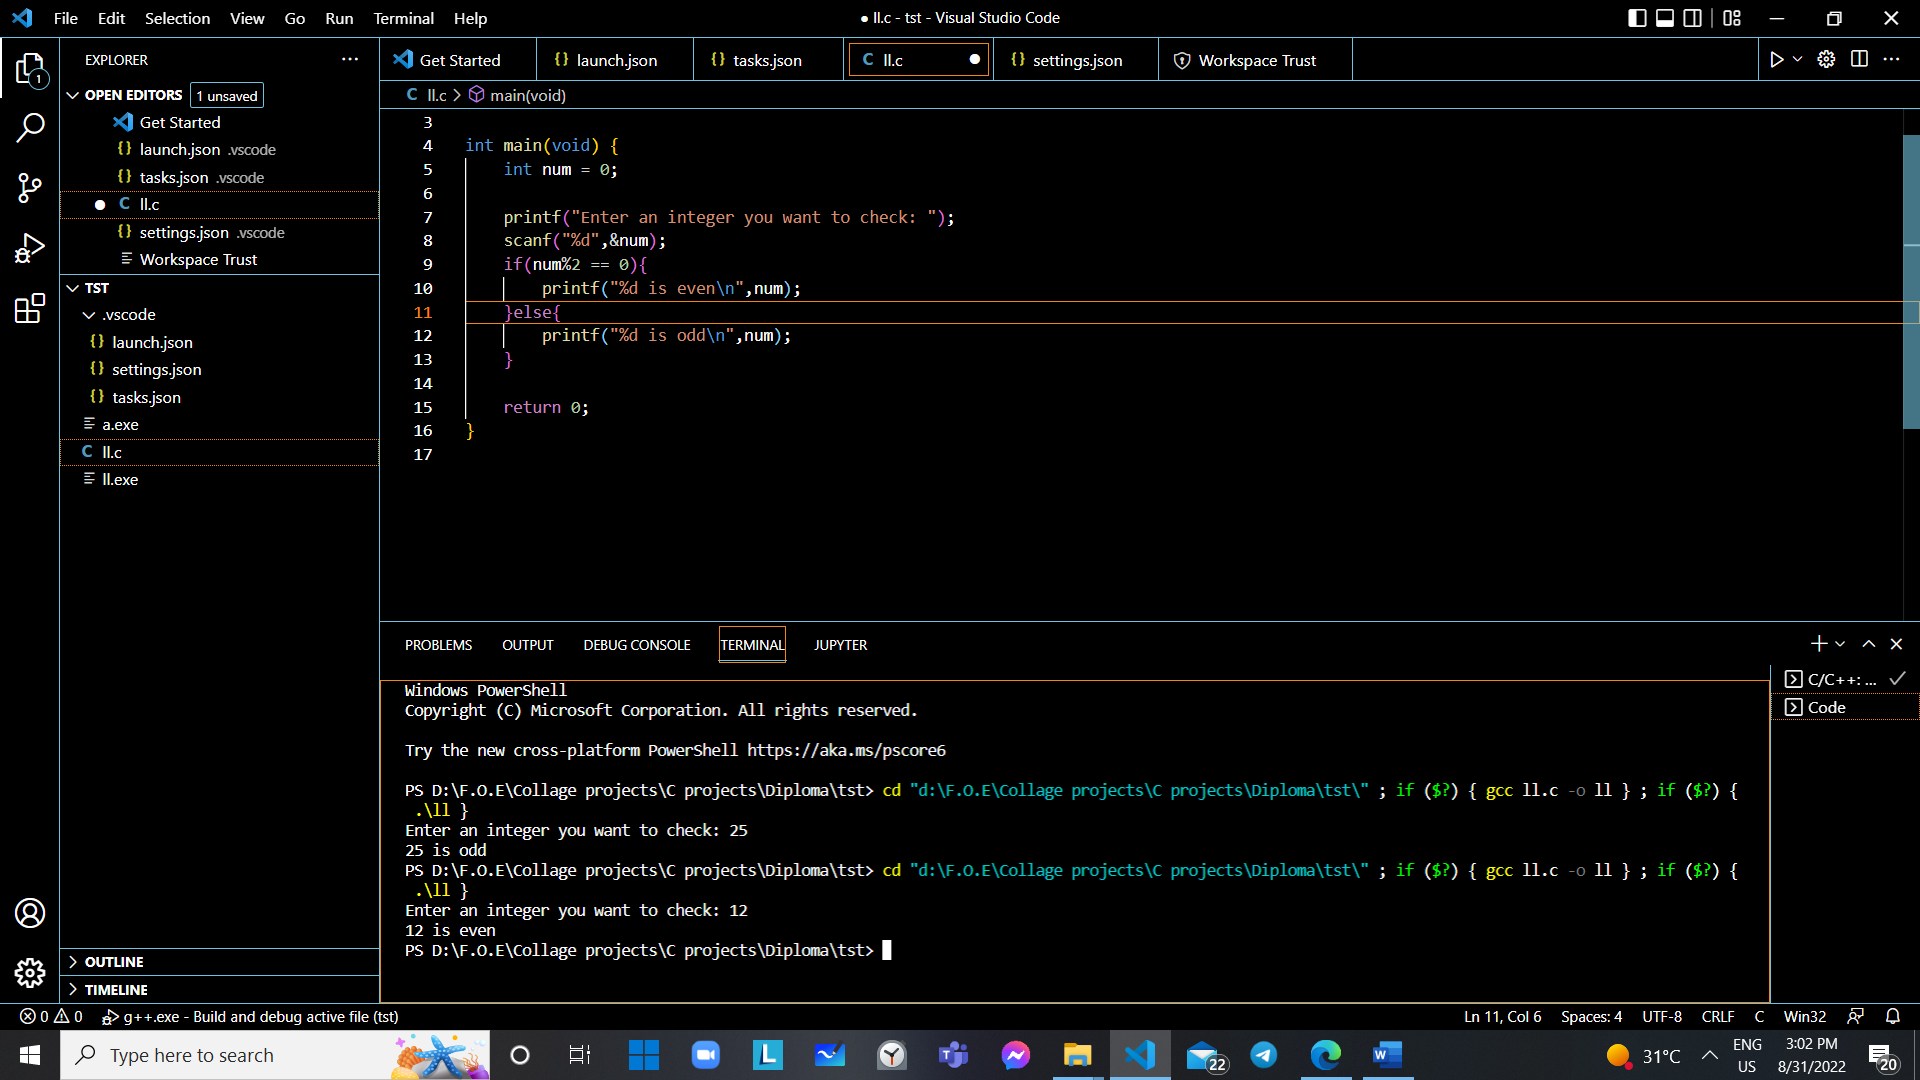 File Edit Selection View Go Run Terminal Help
● ll.c - tst - Visual Studio Code
EXPLORER
1
OPEN EDITORS 1 unsaved
Get Started
{} launch.json .vscode
{} tasks.json .vscode
● C ll.c
{} settings.json .vscode
Workspace Trust
TST
.vscode
{} launch.json
{} settings.json
{} tasks.json
a.exe
C ll.c
ll.exe
OUTLINE
TIMELINE
Get Started {} launch.json {} tasks.json C ll.c ● {} settings.json Workspace Trust
C ll.c > main(void)
3
4 int main(void) {
5     int num = 0;
6
7     printf("Enter an integer you want to check: ");
8     scanf("%d",&num);
9     if(num%2 == 0){
10         printf("%d is even\n",num);
11     }else{
12         printf("%d is odd\n",num);
13     }
14
15     return 0;
16 }
17
PROBLEMS OUTPUT DEBUG CONSOLE TERMINAL JUPYTER
Windows PowerShell
Copyright (C) Microsoft Corporation. All rights reserved.
Try the new cross-platform PowerShell https://aka.ms/pscore6
PS D:\F.O.E\Collage projects\C projects\Diploma\tst> cd "d:\F.O.E\Collage projects\C projects\Diploma\tst\" ; if ($?) { gcc ll.c -o ll } ; if ($?) {
.\ll }
Enter an integer you want to check: 25
25 is odd
PS D:\F.O.E\Collage projects\C projects\Diploma\tst> cd "d:\F.O.E\Collage projects\C projects\Diploma\tst\" ; if ($?) { gcc ll.c -o ll } ; if ($?) {
.\ll }
Enter an integer you want to check: 12
12 is even
PS D:\F.O.E\Collage projects\C projects\Diploma\tst>
C/C++: ...
Code
0 0 g++.exe - Build and debug active file (tst)
Ln 11, Col 6 Spaces: 4 UTF-8 CRLF C Win32
Type here to search
L
22
W
31°C
ENG
US
3:02 PM
8/31/2022
20